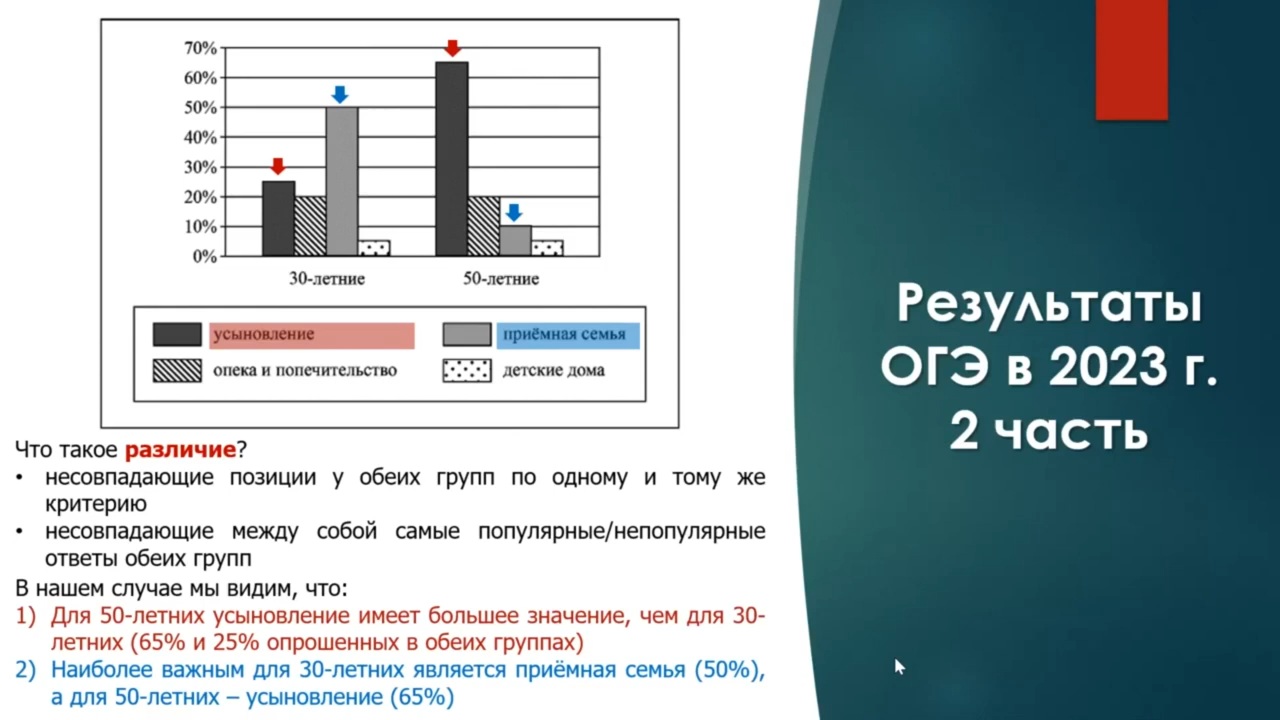 70%
60%
50%
40%
30%
20%
10%
0%
30-летние
50-летние
усыновление
приёмная семья
опека и попечительство
детские дома
Что такое различие?
• несовпадающие позиции у обеих групп по одному и тому же
критерию
• несовпадающие между собой самые популярные/непопулярные
ответы обеих групп
В нашем случае мы видим, что:
1) Для 50-летних усыновление имеет большее значение, чем для 30-
летних (65% и 25% опрошенных в обеих группах)
2) Наиболее важным для 30-летних является приёмная семья (50%),
а для 50-летних – усыновление (65%)
Результаты
ОГЭ в 2023 г.
2 часть